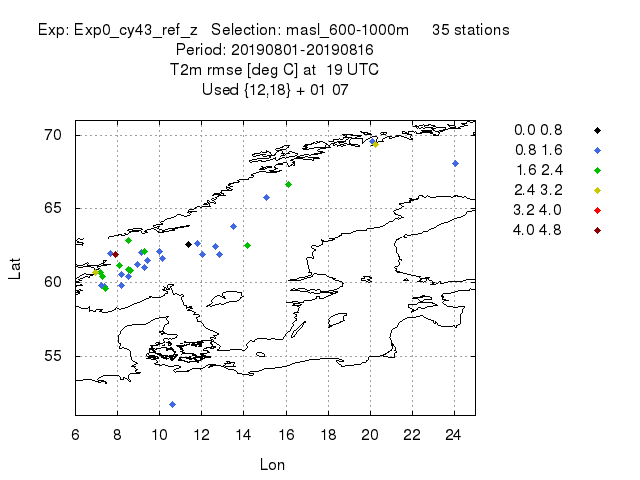 Exp: Exp0_cy43_ref_z   Selection: masl_600-1000m     35 stations
Period: 20190801-20190816
T2m rmse [deg C] at  19 UTC
Used {12,18} + 01 07
70
65
60
55
6 8 10 12 14 16 18 20 22 24
Lat
Lon
0.0 0.8
0.8 1.6
1.6 2.4
2.4 3.2
3.2 4.0
4.0 4.8